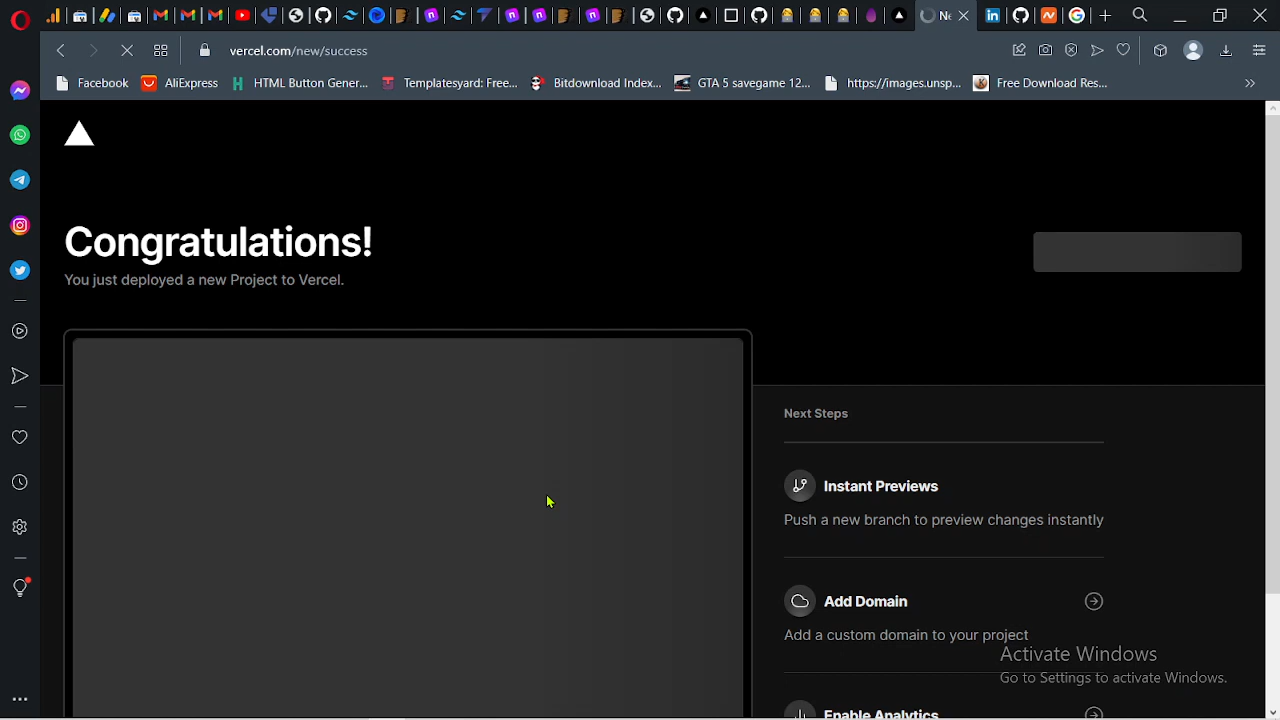 Ne
vercel.com/new/success
Facebook
AliExpress
HTML Button Gener...
Templatesyard: Free...
Bitdownload Index...
GTA 5 savegame 12...
https://images.unsp...
Free Download Res...
Congratulations!
You just deployed a new Project to Vercel.
Next Steps
Instant Previews
Push a new branch to preview changes instantly
Add Domain
Add a custom domain to your project
Activate Windows
Go to Settings to activate Windows.
Enable Analytics